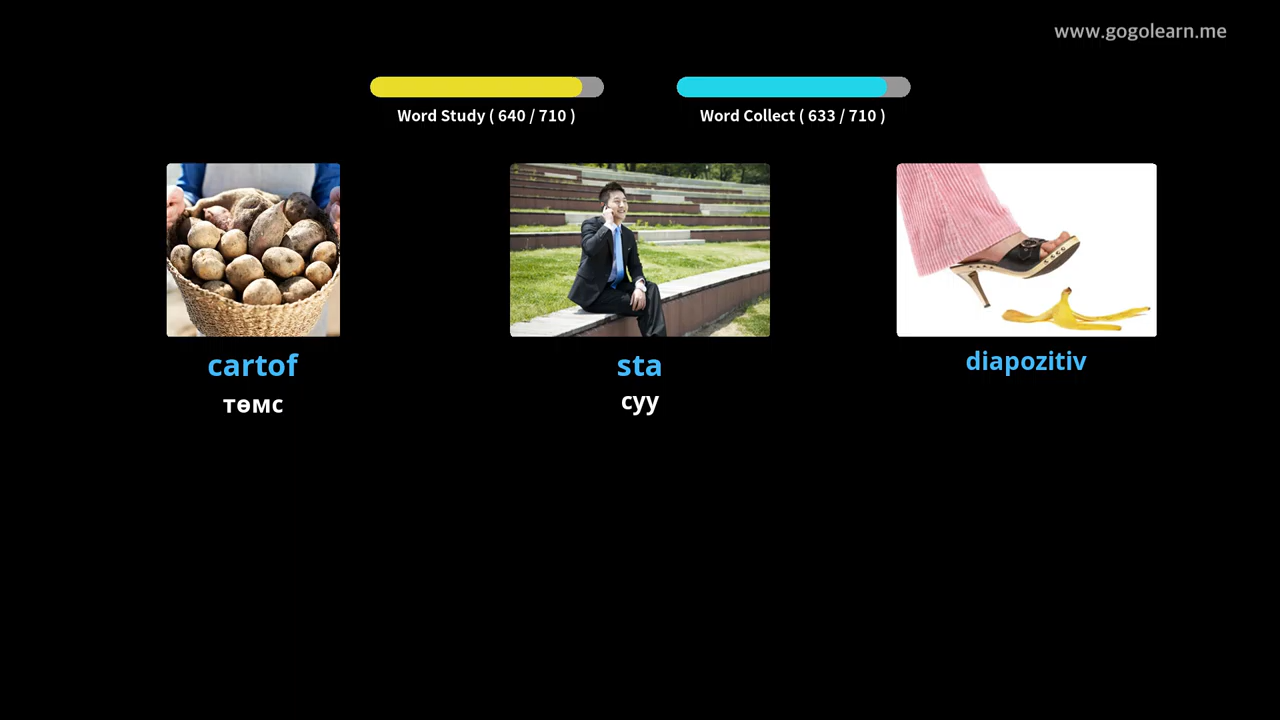 www.gogolearn.me
Word Study ( 640 / 710 )
Word Collect ( 633 / 710 )
cartof
төмс
sta
суу
diapozitiv